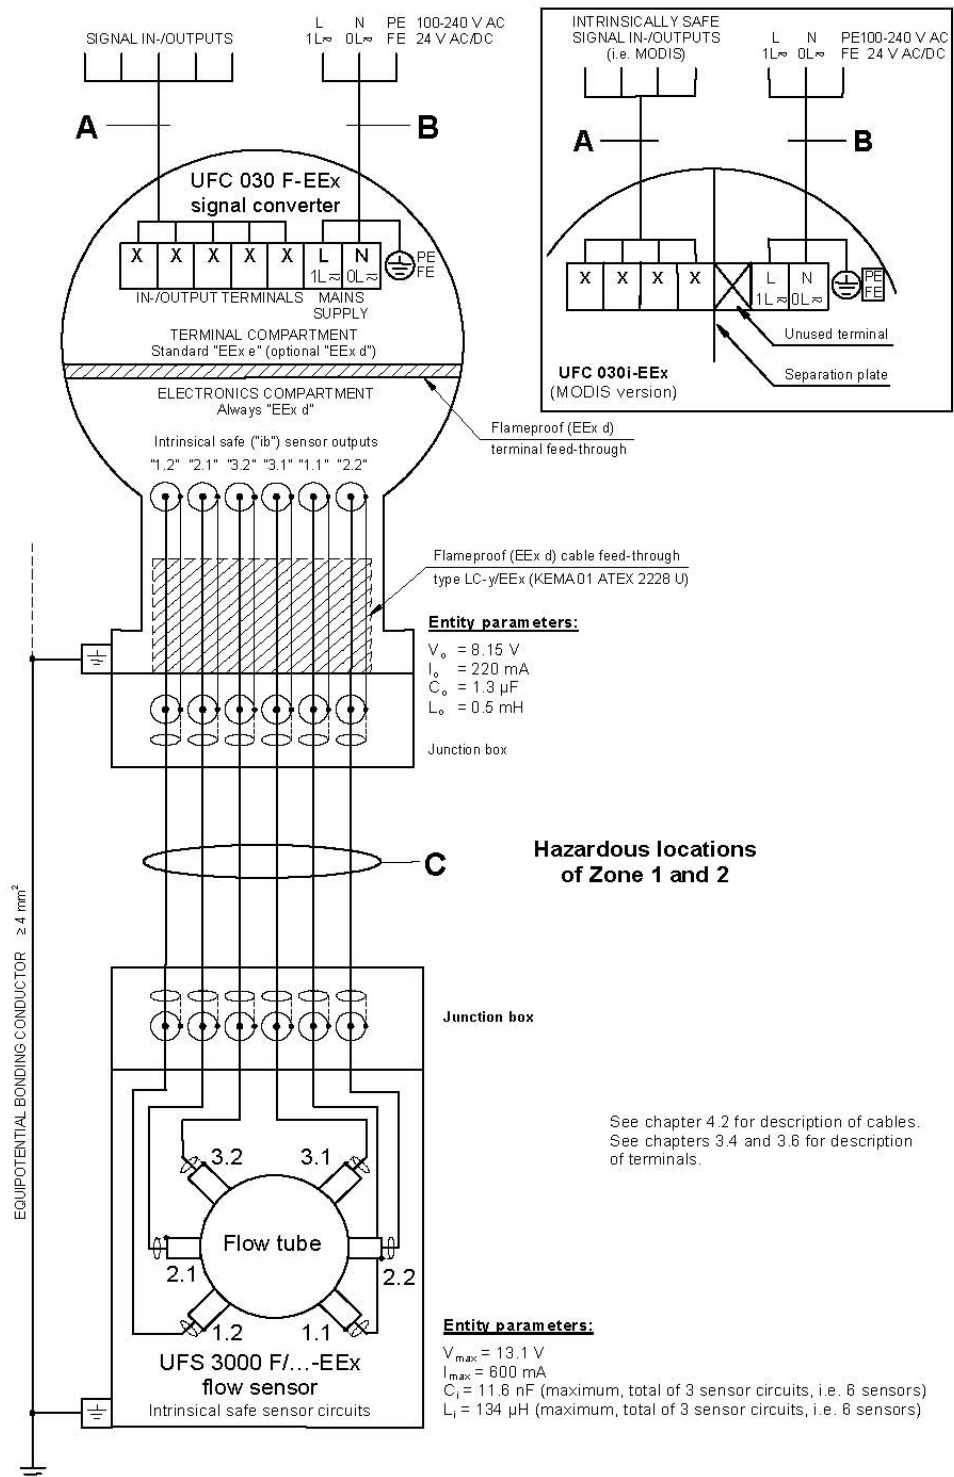 SIGNAL IN-/OUTPUTS
L N PE 100-240 V AC
1L≂ 0L≂ FE 24 V AC/DC
A
B
UFC 030 F-EEx
signal converter
X X X X X L N
1L≂ 0L≂
PE
FE
IN-/OUTPUT TERMINALS MAINS
SUPPLY
TERMINAL COMPARTMENT
Standard "EEx e" (optional "EEx d")
ELECTRONICS COMPARTMENT
Always "EEx d"
Intrinsical safe ("ib") sensor outputs
"1.2" "2.1" "3.2" "3.1" "1.1" "2.2"
INTRINSICALLY SAFE
SIGNAL IN-/OUTPUTS
(i.e. MODIS)
L N PE100-240 V AC
1L≂ 0L≂ FE 24 V AC/DC
A
B
X X X X L N
1L≂ 0L≂
PE
FE
Unused terminal
Separation plate
UFC 030i-EEx
(MODIS version)
Flameproof (EEx d)
terminal feed-through
Flameproof (EEx d) cable feed-through
type LC-y/EEx (KEMA 01 ATEX 2228 U)
Entity parameters:
Vo = 8.15 V
Io = 220 mA
Co = 1.3 µF
Lo = 0.5 mH
Junction box
C
Hazardous locations
of Zone 1 and 2
EQUIPOTENTIAL BONDING CONDUCTOR ≥ 4 mm²
Junction box
See chapter 4.2 for description of cables.
See chapters 3.4 and 3.6 for description
of terminals.
3.2 3.1
Flow tube
2.1 2.2
1.2 1.1
UFS 3000 F/...-EEx
flow sensor
Intrinsical safe sensor circuits
Entity parameters:
Vmax = 13.1 V
Imax = 600 mA
Ci = 11.6 nF (maximum, total of 3 sensor circuits, i.e. 6 sensors)
Li = 134 µH (maximum, total of 3 sensor circuits, i.e. 6 sensors)